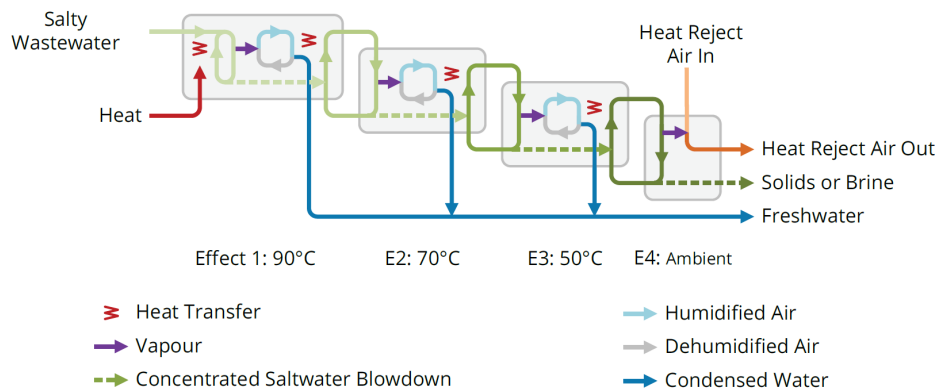 Salty
Wastewater
Heat Reject
Air In
Heat
Heat Reject Air Out
Solids or Brine
Freshwater
Effect 1: 90°C
E2: 70°C
E3: 50°C
E4: Ambient
Heat Transfer
Humidified Air
Vapour
Dehumidified Air
Concentrated Saltwater Blowdown
Condensed Water